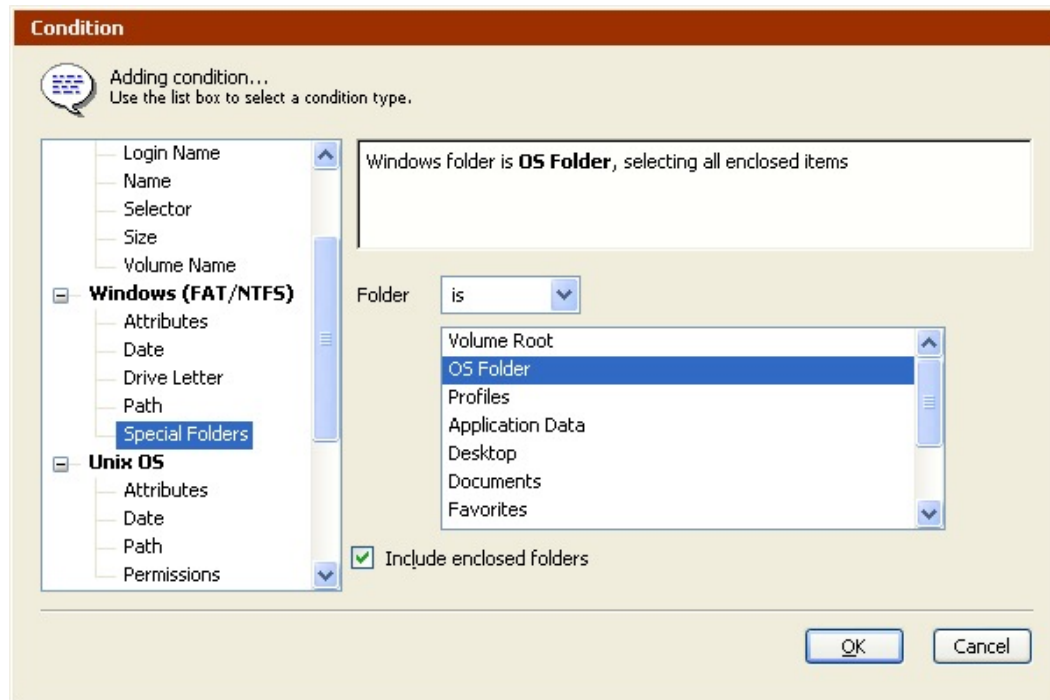 Condition
Adding condition...
Use the list box to select a condition type.
Login Name
Name
Selector
Size
Volume Name
Windows (FAT/NTFS)
Attributes
Date
Drive Letter
Path
Special Folders
Unix OS
Attributes
Date
Path
Permissions
Windows folder is OS Folder, selecting all enclosed items
Folder is
Volume Root
OS Folder
Profiles
Application Data
Desktop
Documents
Favorites
Include enclosed folders
OK Cancel